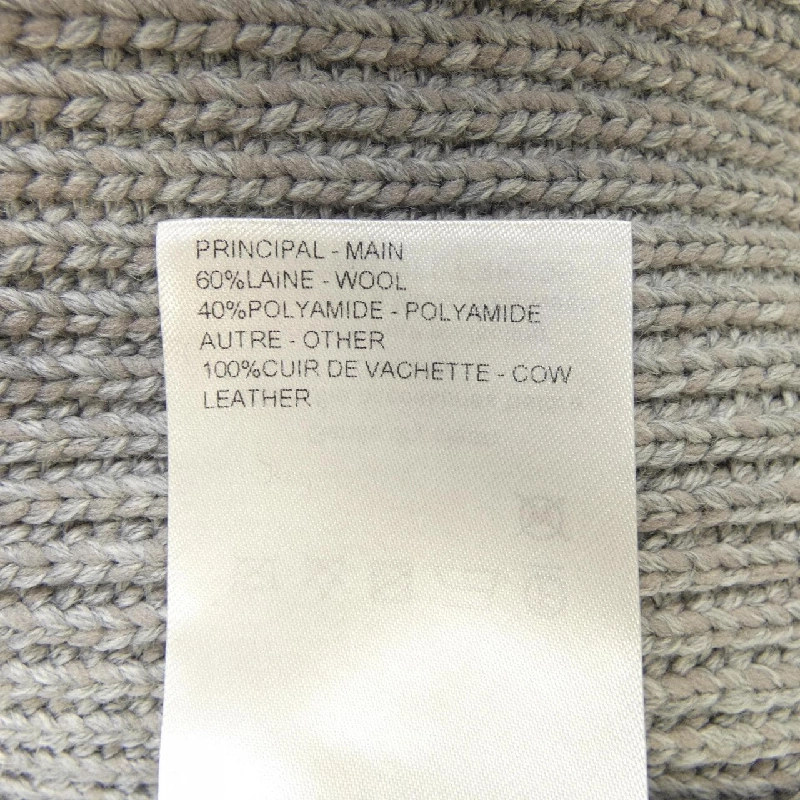 PRINCIPAL - MAIN
60%LAINE - WOOL
40%POLYAMIDE - POLYAMIDE
AUTRE - OTHER
100%CUIR DE VACHETTE - COW
LEATHER